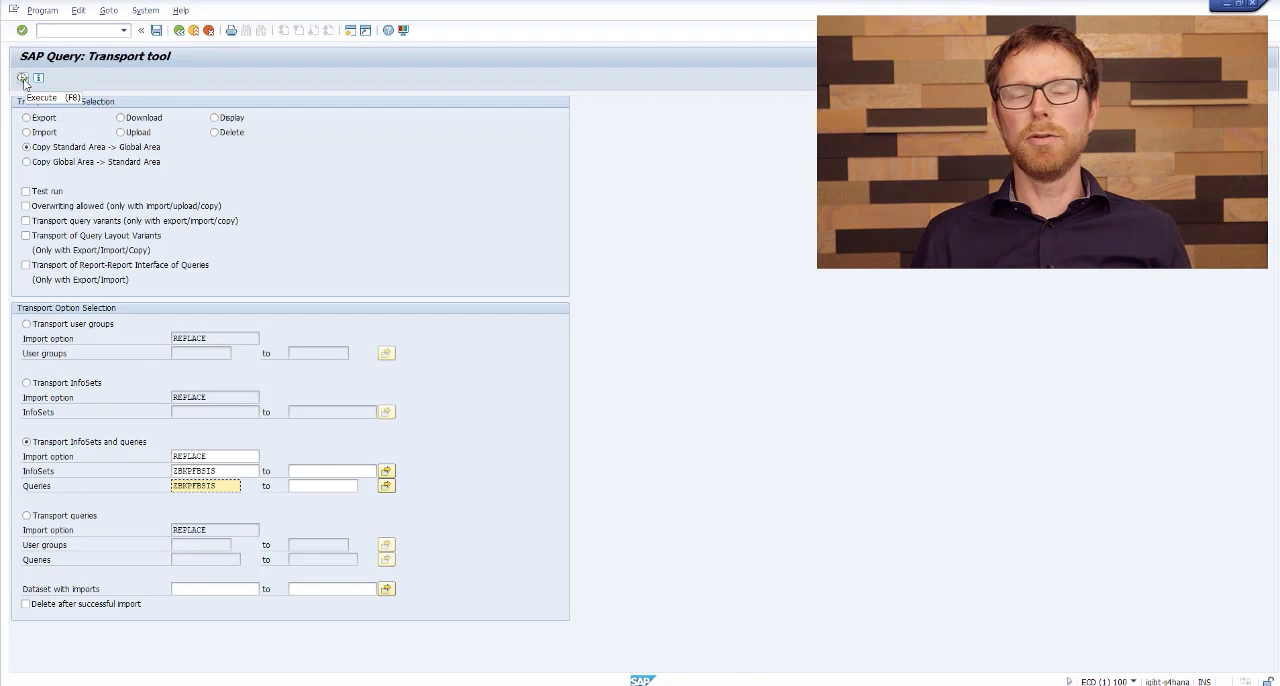 Program Edit Goto System Help
SAP Query: Transport tool
Execute (F8)
Selection
Export Download Display
Import Upload Delete
Copy Standard Area -> Global Area
Copy Global Area -> Standard Area
Test run
Overwriting allowed (only with import/upload/copy)
Transport query variants (only with export/import/copy)
Transport of Query Layout Variants
(Only with Export/Import/Copy)
Transport of Report-Report Interface of Queries
(Only with Export/Import)
Transport Option Selection
Transport user groups
Import option REPLACE
User groups to
Transport InfoSets
Import option REPLACE
InfoSets to
Transport InfoSets and queries
Import option REPLACE
InfoSets ZBKPFBSIS to
Queries ZBKPFBSIS to
Transport queries
Import option REPLACE
User groups to
Queries to
Dataset with imports to
Delete after successful import
SAP ECD (1) 100 iqibt-s4hana INS